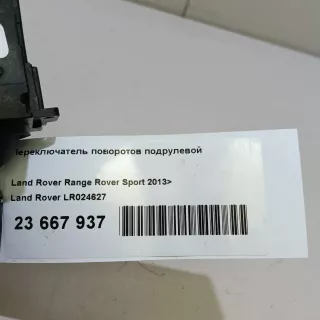 Переключатель поворотов подрулевой
Land Rover Range Rover Sport 2013>
Land Rover LR024627
23 667 937